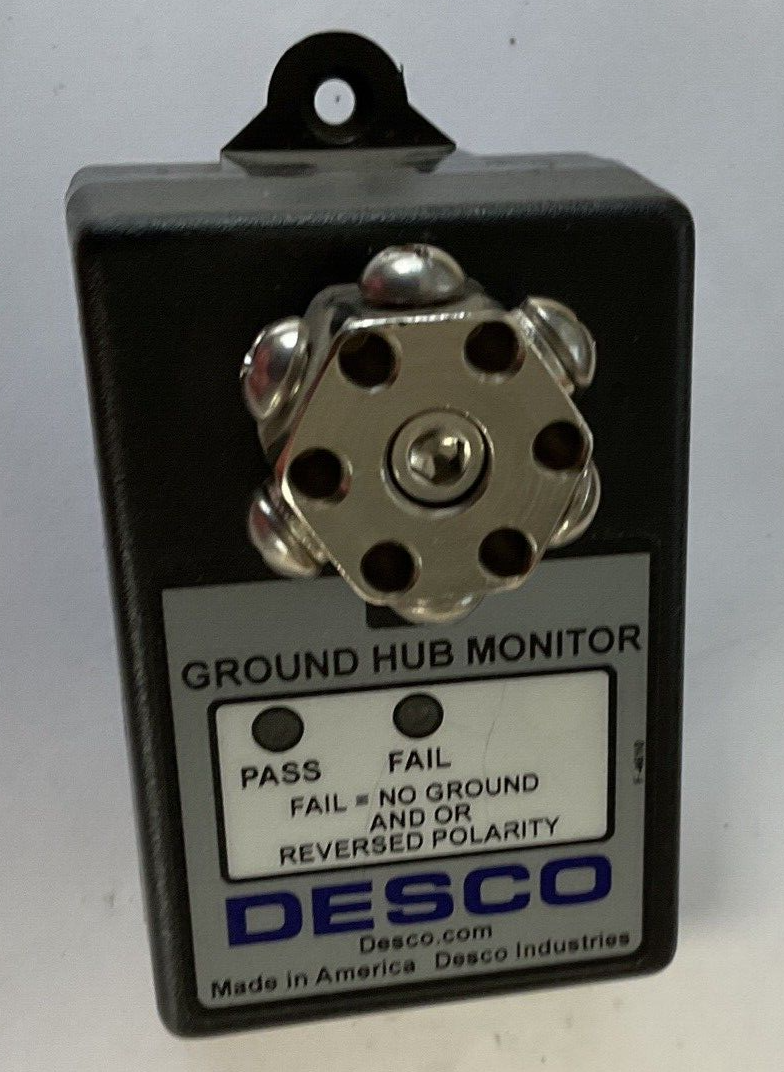 GROUND HUB MONITOR
PASS FAIL
FAIL = NO GROUND
AND OR
REVERSED POLARITY
DESCO
Desco.com
Made in America Desco Industries